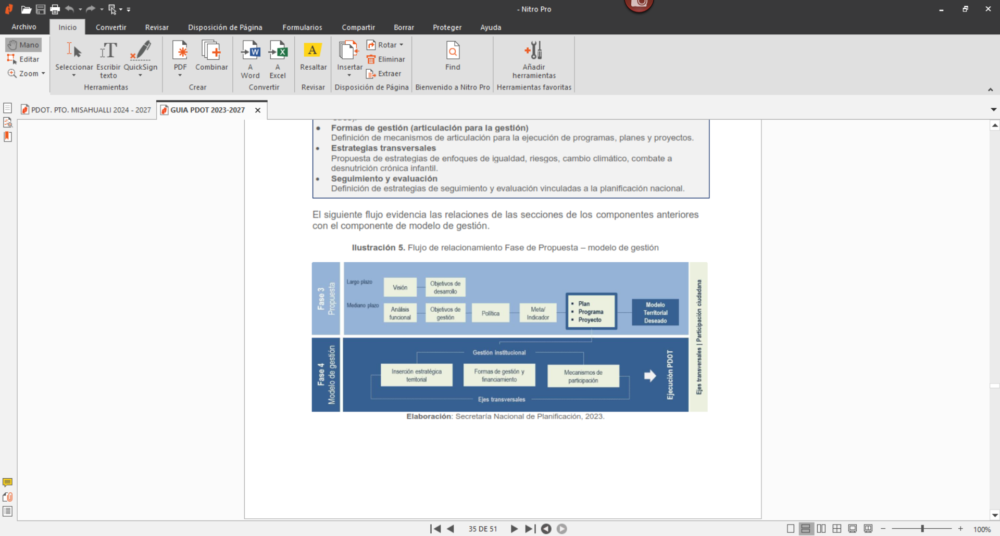 - Nitro Pro
Archivo
Inicio
Convertir
Revisar
Disposición de Página
Formularios
Compartir
Borrar
Proteger
Ayuda
Mano
Editar
Zoom
Seleccionar
Escribir
texto
QuickSign
Herramientas
PDF
Combinar
Crear
A
Word
A
Excel
Convertir
A
Resaltar
Revisar
Insertar
Rotar
Eliminar
Extraer
Disposición de Página
Find
Bienvenido a Nitro Pro
Añadir
herramientas
Herramientas favoritas
PDOT. PTO. MISAHUALLI 2024 - 2027
GUIA PDOT 2023-2027
• Formas de gestión (articulación para la gestión)
Definición de mecanismos de articulación para la ejecución de programas, planes y proyectos.
• Estrategias transversales
Propuesta de estrategias de enfoques de igualdad, riesgos, cambio climático, combate a
desnutrición crónica infantil.
• Seguimiento y evaluación
Definición de estrategias de seguimiento y evaluación vinculadas a la planificación nacional.
El siguiente flujo evidencia las relaciones de las secciones de los componentes anteriores
con el componente de modelo de gestión.
Ilustración 5. Flujo de relacionamiento Fase de Propuesta – modelo de gestión
Fase 3
Propuesta
Largo plazo
Visión
Objetivos de
desarrollo
Mediano plazo
Análisis
funcional
Objetivos de
gestión
Política
Meta/
Indicador
▪ Plan
▪ Programa
▪ Proyecto
Modelo
Territorial
Deseado
Fase 4
Modelo de gestión
Gestión institucional
Inserción estratégica
territorial
Formas de gestión y
financiamiento
Mecanismos de
participación
Ejes transversales
Ejecución PDOT
Ejes transversales | Participación ciudadana
Elaboración: Secretaría Nacional de Planificación, 2023.
35 DE 51
100%